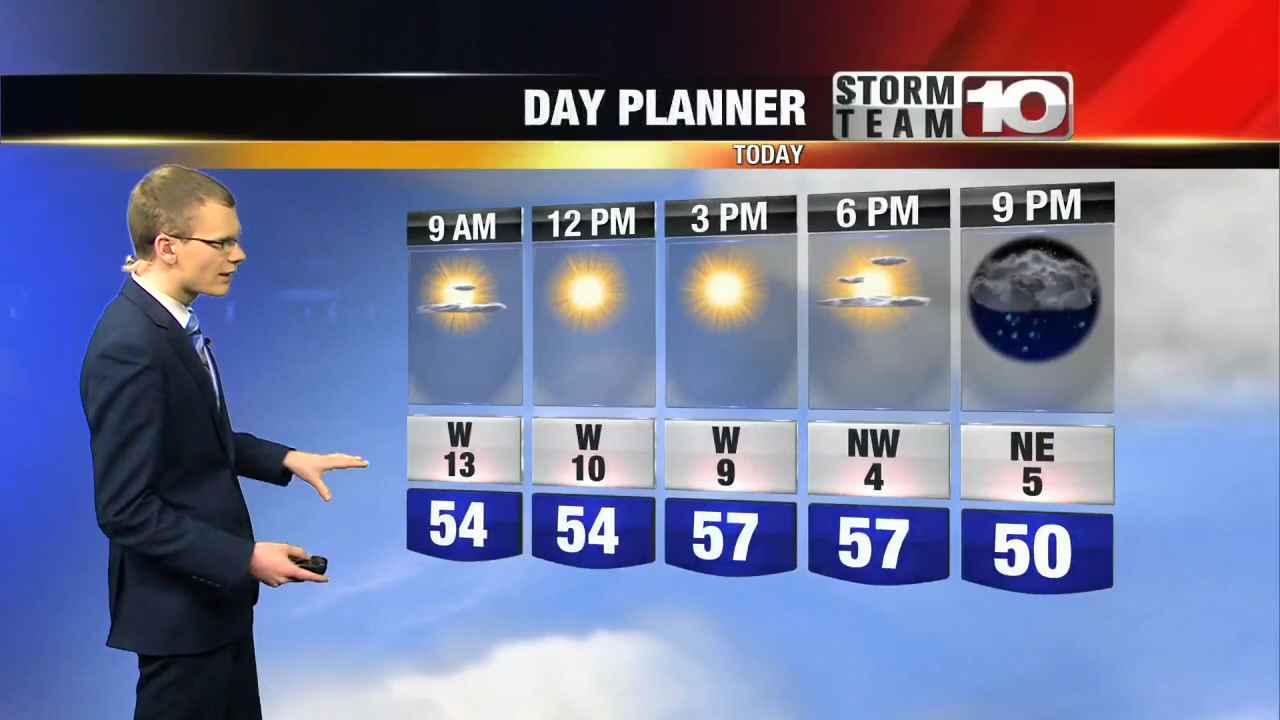 DAY PLANNER
STORM TEAM 10
TODAY
9 AM 12 PM 3 PM 6 PM 9 PM
W W W NW NE
13 10 9 4 5
54 54 57 57 50